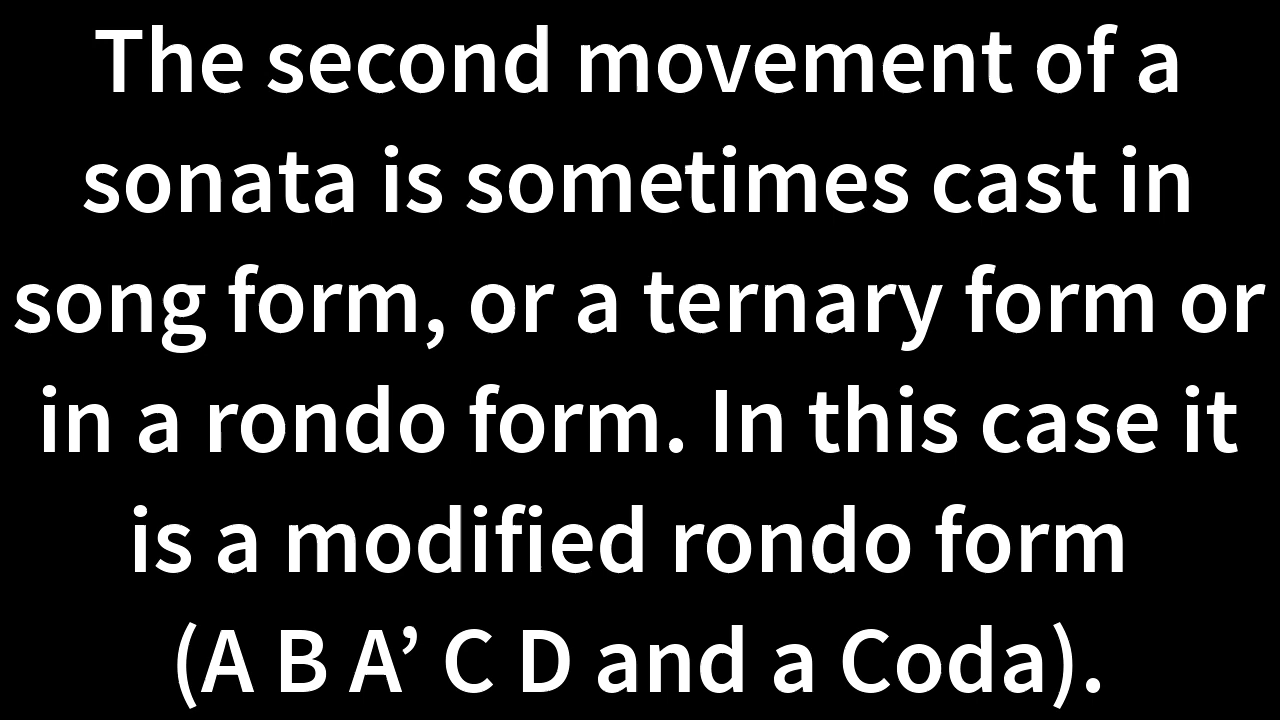 The second movement of a
sonata is sometimes cast in
song form, or a ternary form or
in a rondo form. In this case it
is a modified rondo form
(A B A’ C D and a Coda).